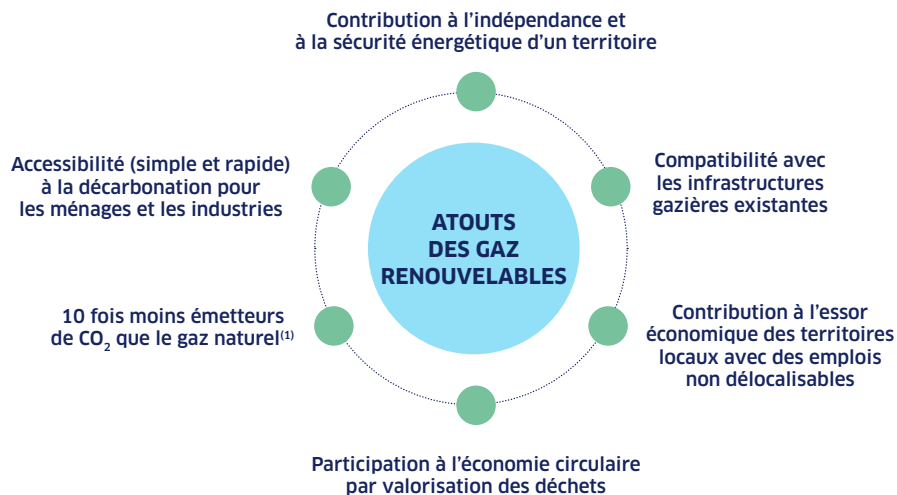 Contribution à l'indépendance et
à la sécurité énergétique d'un territoire
Accessibilité (simple et rapide)
à la décarbonation pour
les ménages et les industries
Compatibilité avec
les infrastructures
gazières existantes
ATOUTS
DES GAZ
RENOUVELABLES
10 fois moins émetteurs
de CO₂ que le gaz naturel⁽¹⁾
Contribution à l'essor
économique des territoires
locaux avec des emplois
non délocalisables
Participation à l'économie circulaire
par valorisation des déchets